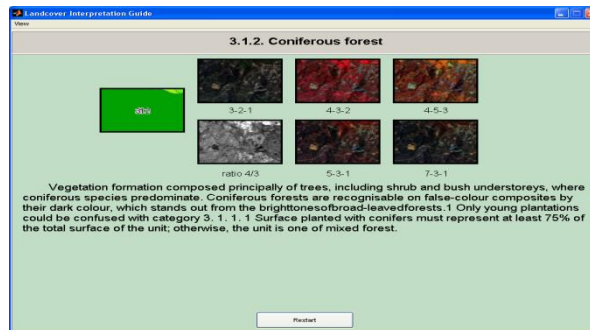 Landcover Interpretation Guide
View
3.1.2. Coniferous forest
312
3-2-1
4-3-2
4-5-3
ratio 4/3
5-3-1
7-3-1
Vegetation formation composed principally of trees, including shrub and bush understoreys, where
coniferous species predominate. Coniferous forests are recognisable on false-colour composites by
their dark colour, which stands out from the brighttonesofbroad-leavedforests.1 Only young plantations
could be confused with category 3. 1. 1. 1 Surface planted with conifers must represent at least 75% of
the total surface of the unit; otherwise, the unit is one of mixed forest.
Restart